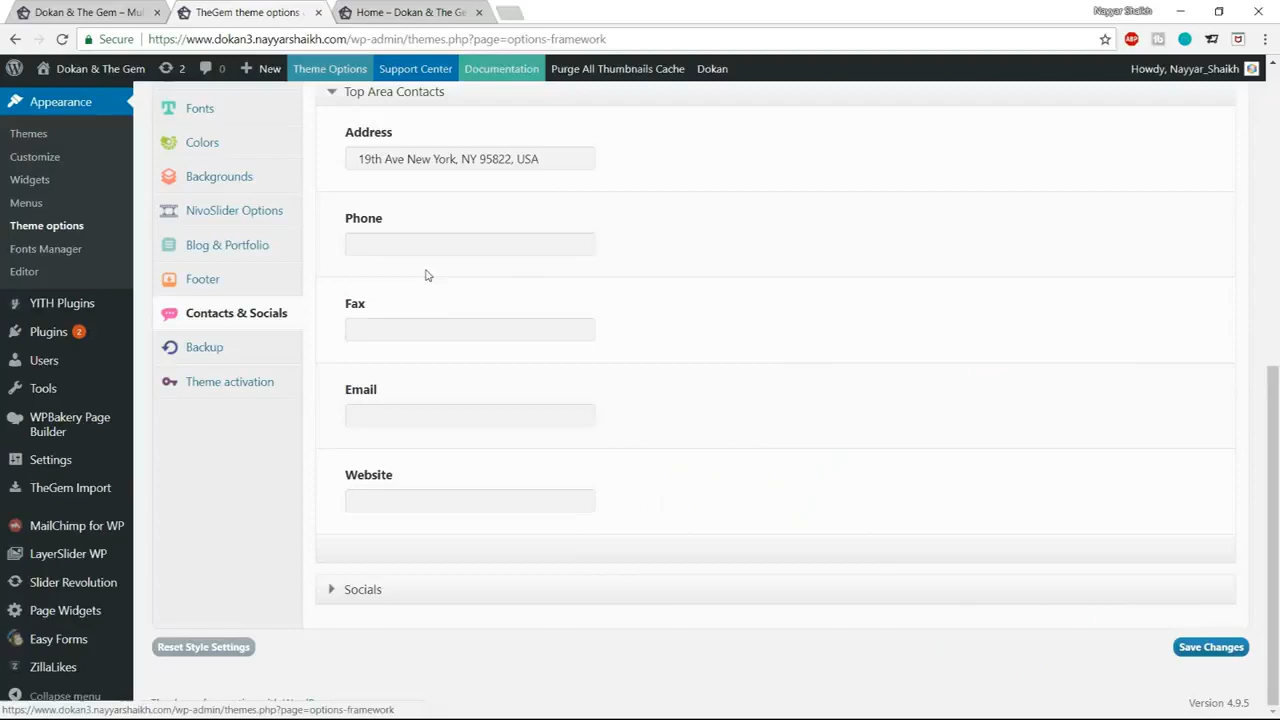 Dokan & The Gem – Mul
TheGem theme options
Home – Dokan & The Ge
Nayyar Shaikh
Secure
https://www.dokan3.nayyarshaikh.com/wp-admin/themes.php?page=options-framework
ABP
Dokan & The Gem
2
0
New
Theme Options
Support Center
Documentation
Purge All Thumbnails Cache
Dokan
Howdy, Nayyar_Shaikh
Appearance
Themes
Customize
Widgets
Menus
Theme options
Fonts Manager
Editor
YITH Plugins
Plugins 2
Users
Tools
WPBakery Page
Builder
Settings
TheGem Import
MailChimp for WP
LayerSlider WP
Slider Revolution
Page Widgets
Easy Forms
ZillaLikes
Collapse menu
Fonts
Colors
Backgrounds
NivoSlider Options
Blog & Portfolio
Footer
Contacts & Socials
Backup
Theme activation
Top Area Contacts
Address
19th Ave New York, NY 95822, USA
Phone
Fax
Email
Website
Socials
Reset Style Settings
Save Changes
Version 4.9.5
https://www.dokan3.nayyarshaikh.com/wp-admin/themes.php?page=options-framework